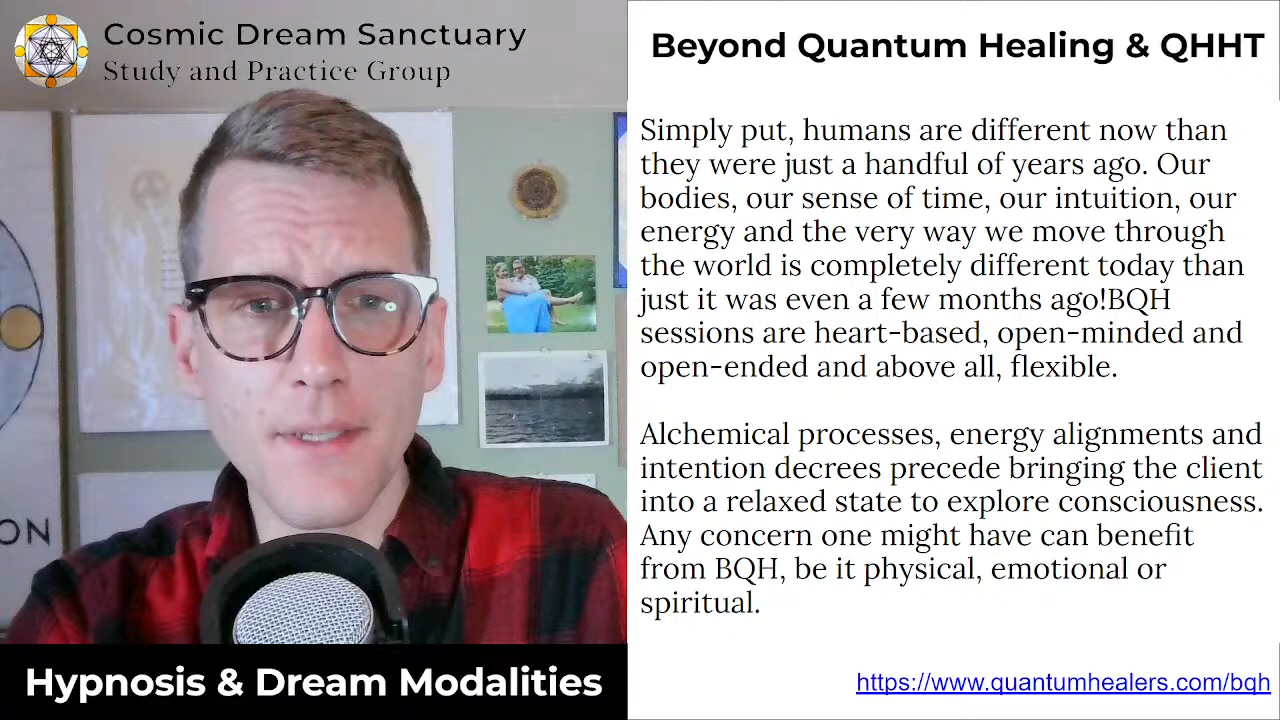 Cosmic Dream Sanctuary
Study and Practice Group
ON
Hypnosis & Dream Modalities
Beyond Quantum Healing & QHHT
Simply put, humans are different now than
they were just a handful of years ago. Our
bodies, our sense of time, our intuition, our
energy and the very way we move through
the world is completely different today than
just it was even a few months ago!BQH
sessions are heart-based, open-minded and
open-ended and above all, flexible.
Alchemical processes, energy alignments and
intention decrees precede bringing the client
into a relaxed state to explore consciousness.
Any concern one might have can benefit
from BQH, be it physical, emotional or
spiritual.
https://www.quantumhealers.com/bqh